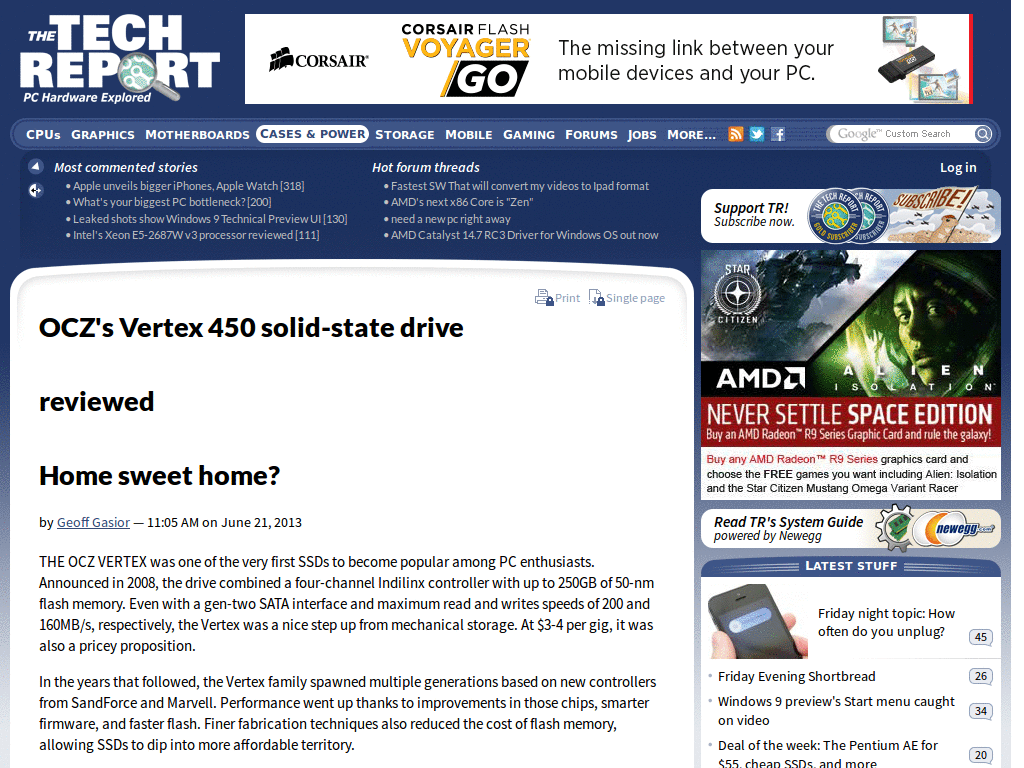 THE TECH
REPORT
PC Hardware Explored
CORSAIR
CORSAIR FLASH
VOYAGER
GO
The missing link between your
mobile devices and your PC.
CPUs GRAPHICS MOTHERBOARDS CASES & POWER STORAGE MOBILE GAMING FORUMS JOBS MORE...
Google™ Custom Search
Most commented stories
• Apple unveils bigger iPhones, Apple Watch [318]
• What's your biggest PC bottleneck? [200]
• Leaked shots show Windows 9 Technical Preview UI [130]
• Intel's Xeon E5-2687W v3 processor reviewed [111]
Hot forum threads
• Fastest SW That will convert my videos to Ipad format
• AMD's next x86 Core is "Zen"
• need a new pc right away
• AMD Catalyst 14.7 RC3 Driver for Windows OS out now
Log in
Support TR!
Subscribe now.
THE TECH REPORT
GOLD SUBSCRIBER
SUBSCRIBE!
STAR
CITIZEN
AMD
ALIEN
ISOLATION™
NEVER SETTLE SPACE EDITION
Buy an AMD Radeon™ R9 Series Graphic Card and rule the galaxy!
Buy any AMD Radeon™ R9 Series graphics card and
choose the FREE games you want including Alien: Isolation
and the Star Citizen Mustang Omega Variant Racer
Read TR's System Guide
powered by Newegg
newegg.com
LATEST STUFF
Friday night topic: How
often do you unplug?
45
• Friday Evening Shortbread
26
• Windows 9 preview's Start menu caught
on video
34
• Deal of the week: The Pentium AE for
$55, cheap SSDs, and more
20
Print Single page
OCZ's Vertex 450 solid-state drive
reviewed
Home sweet home?
by Geoff Gasior — 11:05 AM on June 21, 2013
THE OCZ VERTEX was one of the very first SSDs to become popular among PC enthusiasts.
Announced in 2008, the drive combined a four-channel Indilinx controller with up to 250GB of 50-nm
flash memory. Even with a gen-two SATA interface and maximum read and writes speeds of 200 and
160MB/s, respectively, the Vertex was a nice step up from mechanical storage. At $3-4 per gig, it was
also a pricey proposition.
In the years that followed, the Vertex family spawned multiple generations based on new controllers
from SandForce and Marvell. Performance went up thanks to improvements in those chips, smarter
firmware, and faster flash. Finer fabrication techniques also reduced the cost of flash memory,
allowing SSDs to dip into more affordable territory.